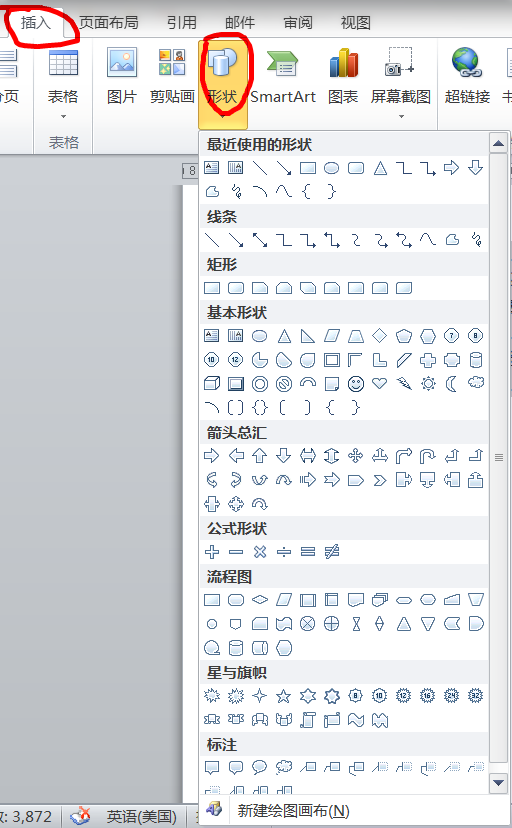 插入 页面布局 引用 邮件 审阅 视图
分页 表格 图片 剪贴画 形状 SmartArt 图表 屏幕截图 超链接
表格
8
最近使用的形状
线条
矩形
基本形状
箭头总汇
公式形状
流程图
星与旗帜
标注
新建绘图画布(N)
: 3,872 英语(美国)